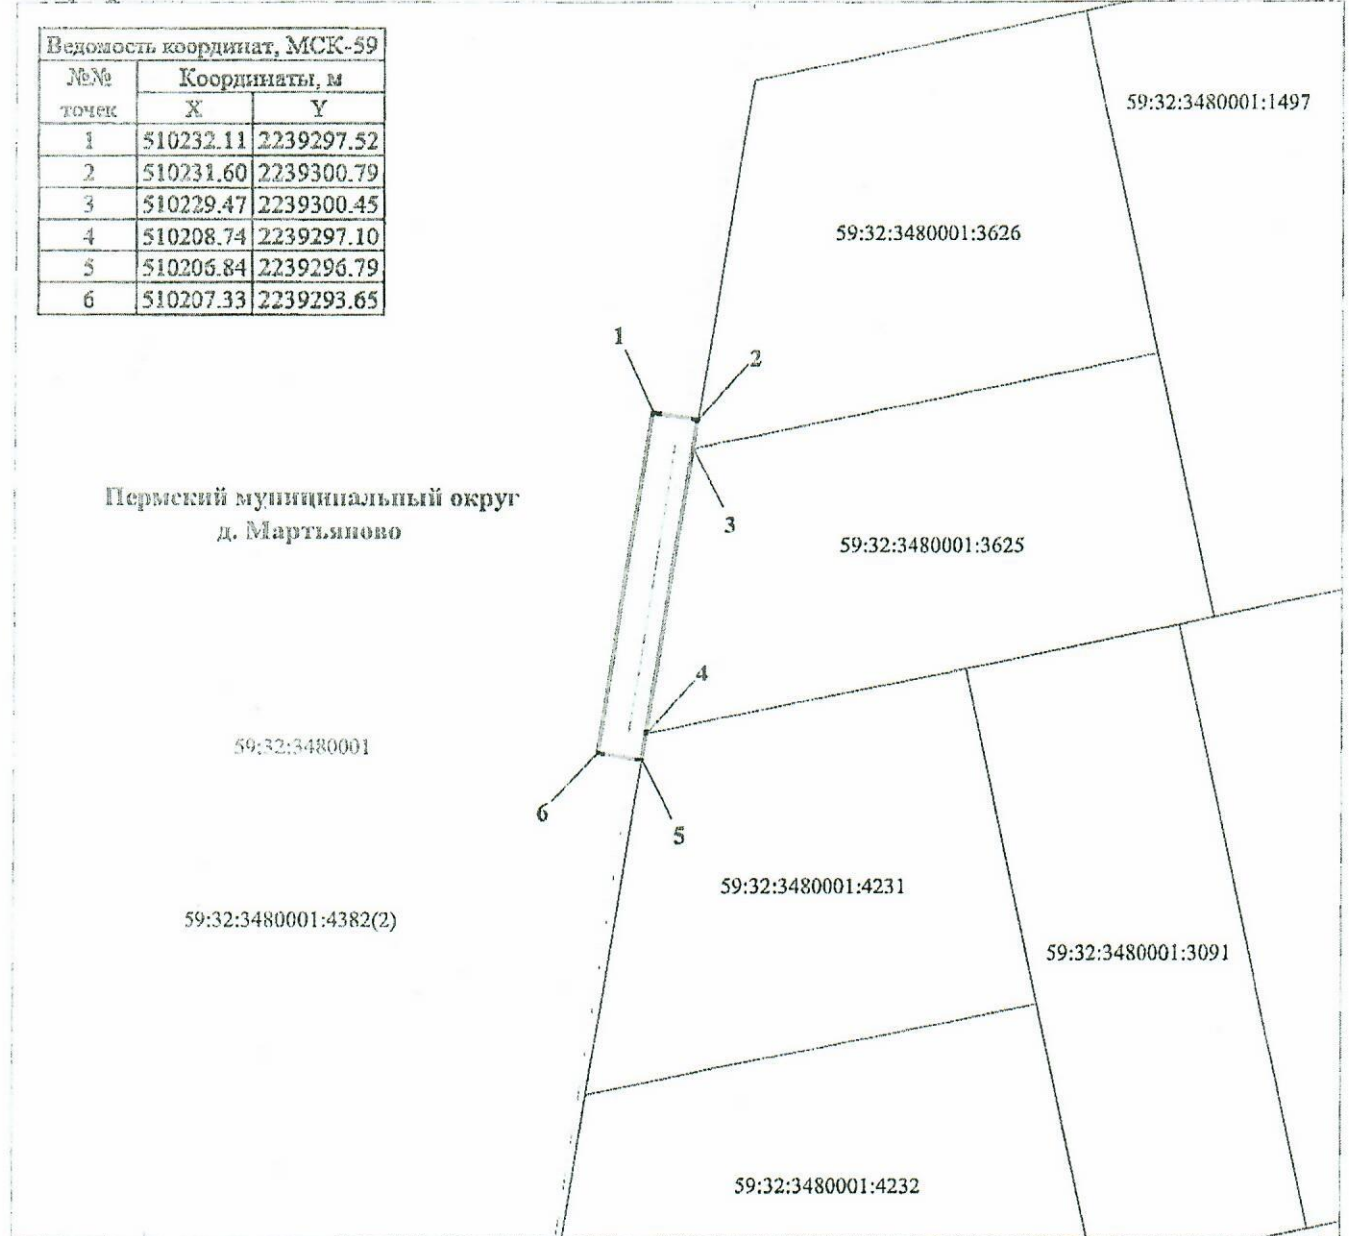 Ведомость координат, МСК-59
№№ точек Координаты, м
X Y
1 510232.11 2239297.52
2 510231.60 2239300.79
3 510229.47 2239300.45
4 510208.74 2239297.10
5 510206.84 2239296.79
6 510207.33 2239293.65
59:32:3480001:1497
59:32:3480001:3626
1
2
Пермский муниципальный округ
д. Мартьяново
3
59:32:3480001:3625
4
59:32:3480001
6
5
59:32:3480001:4231
59:32:3480001:4382(2)
59:32:3480001:3091
59:32:3480001:4232